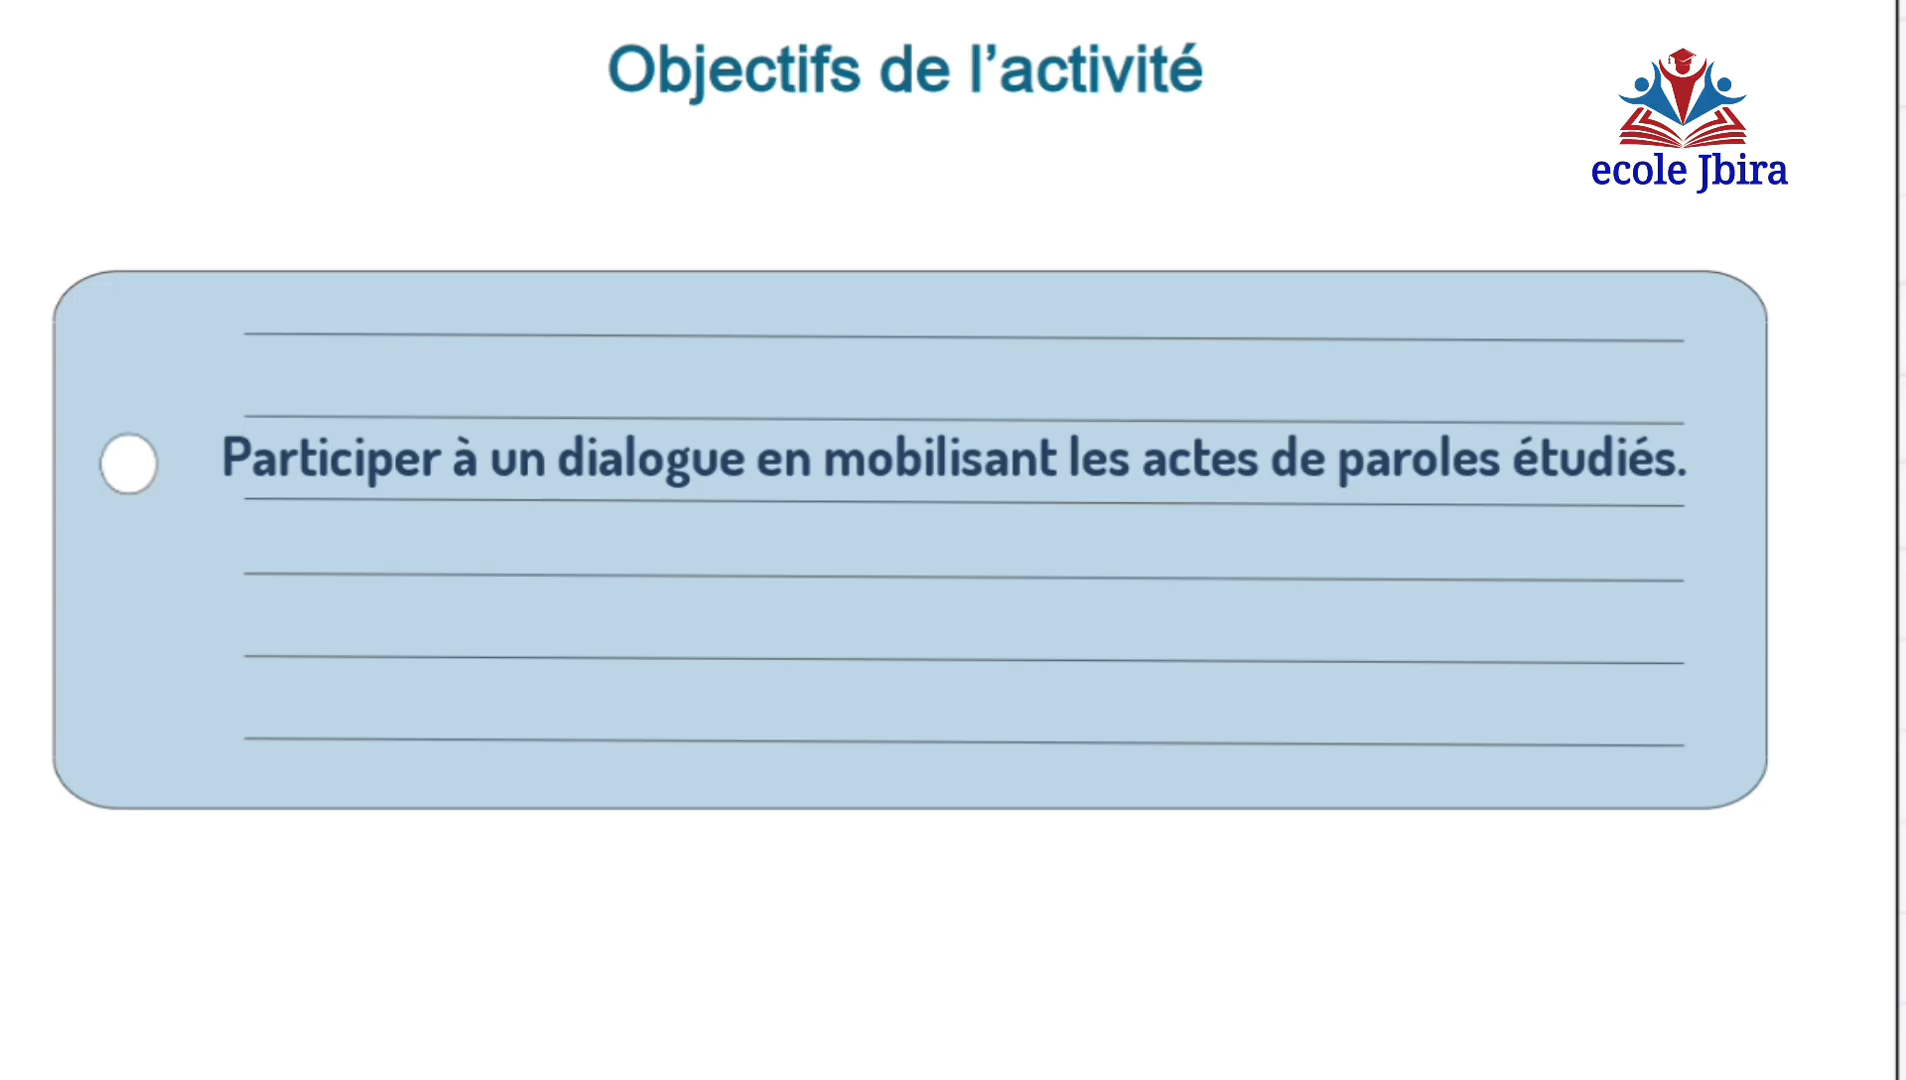 Objectifs de l’activité
ecole Jbira
Participer à un dialogue en mobilisant les actes de paroles étudiés.